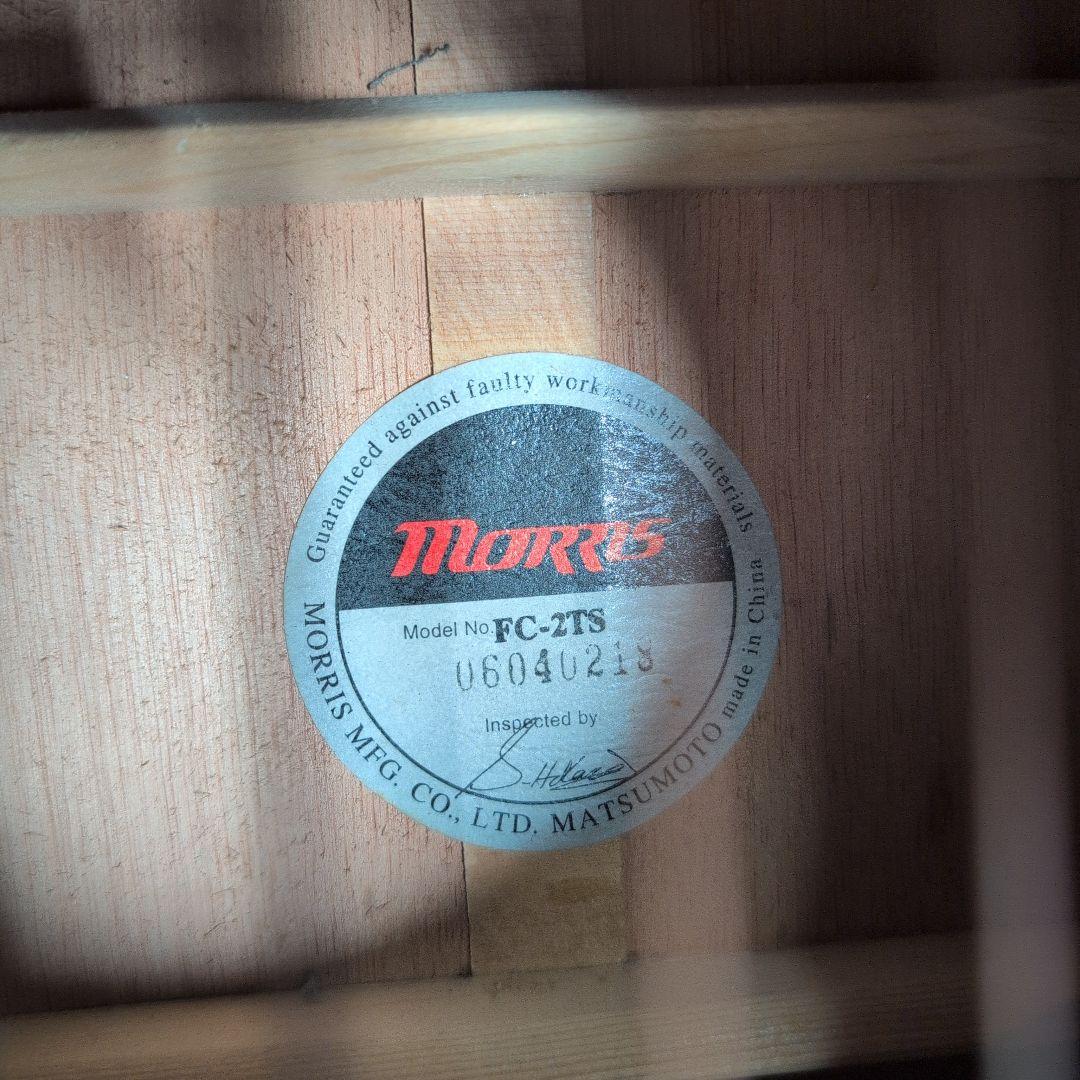 Guaranteed against faulty workmanship materials
MORRIS
Model No. FC-2TS
06040218
Inspected by
MORRIS MFG. CO., LTD. MATSUMOTO made in China